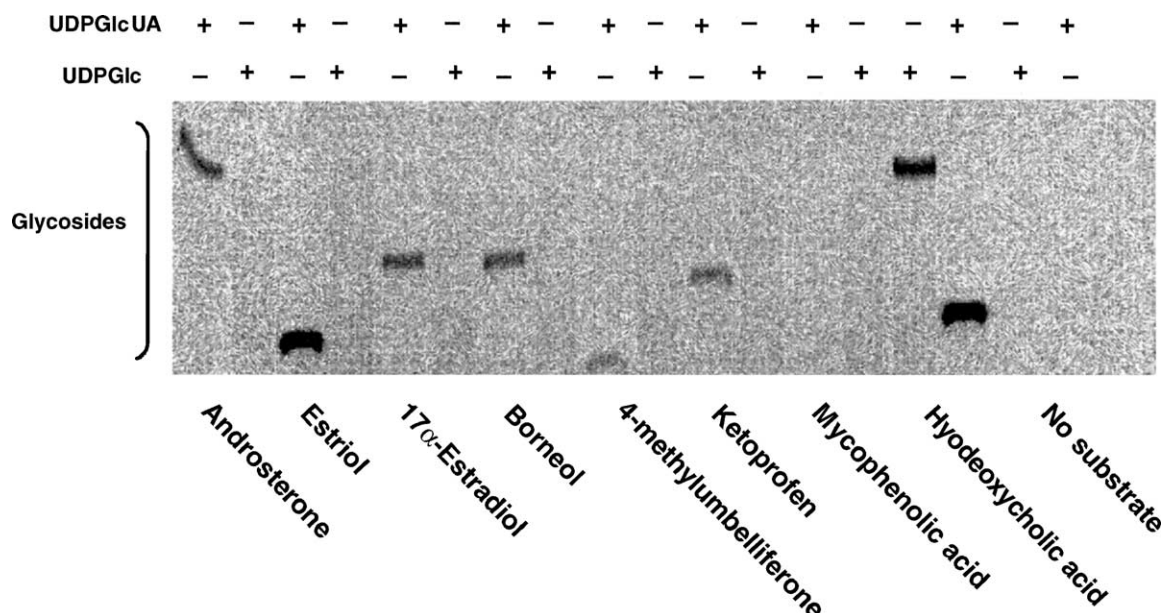 UDPGlcUA + – + – + – + – + – + – + – – + – +
UDPGlc – + – + – + – + – + – + – + + – + –
Glycosides
Androsterone
Estriol
17α-Estradiol
Borneol
4-methylumbelliferone
Ketoprofen
Mycophenolic acid
Hyodeoxycholic acid
No substrate